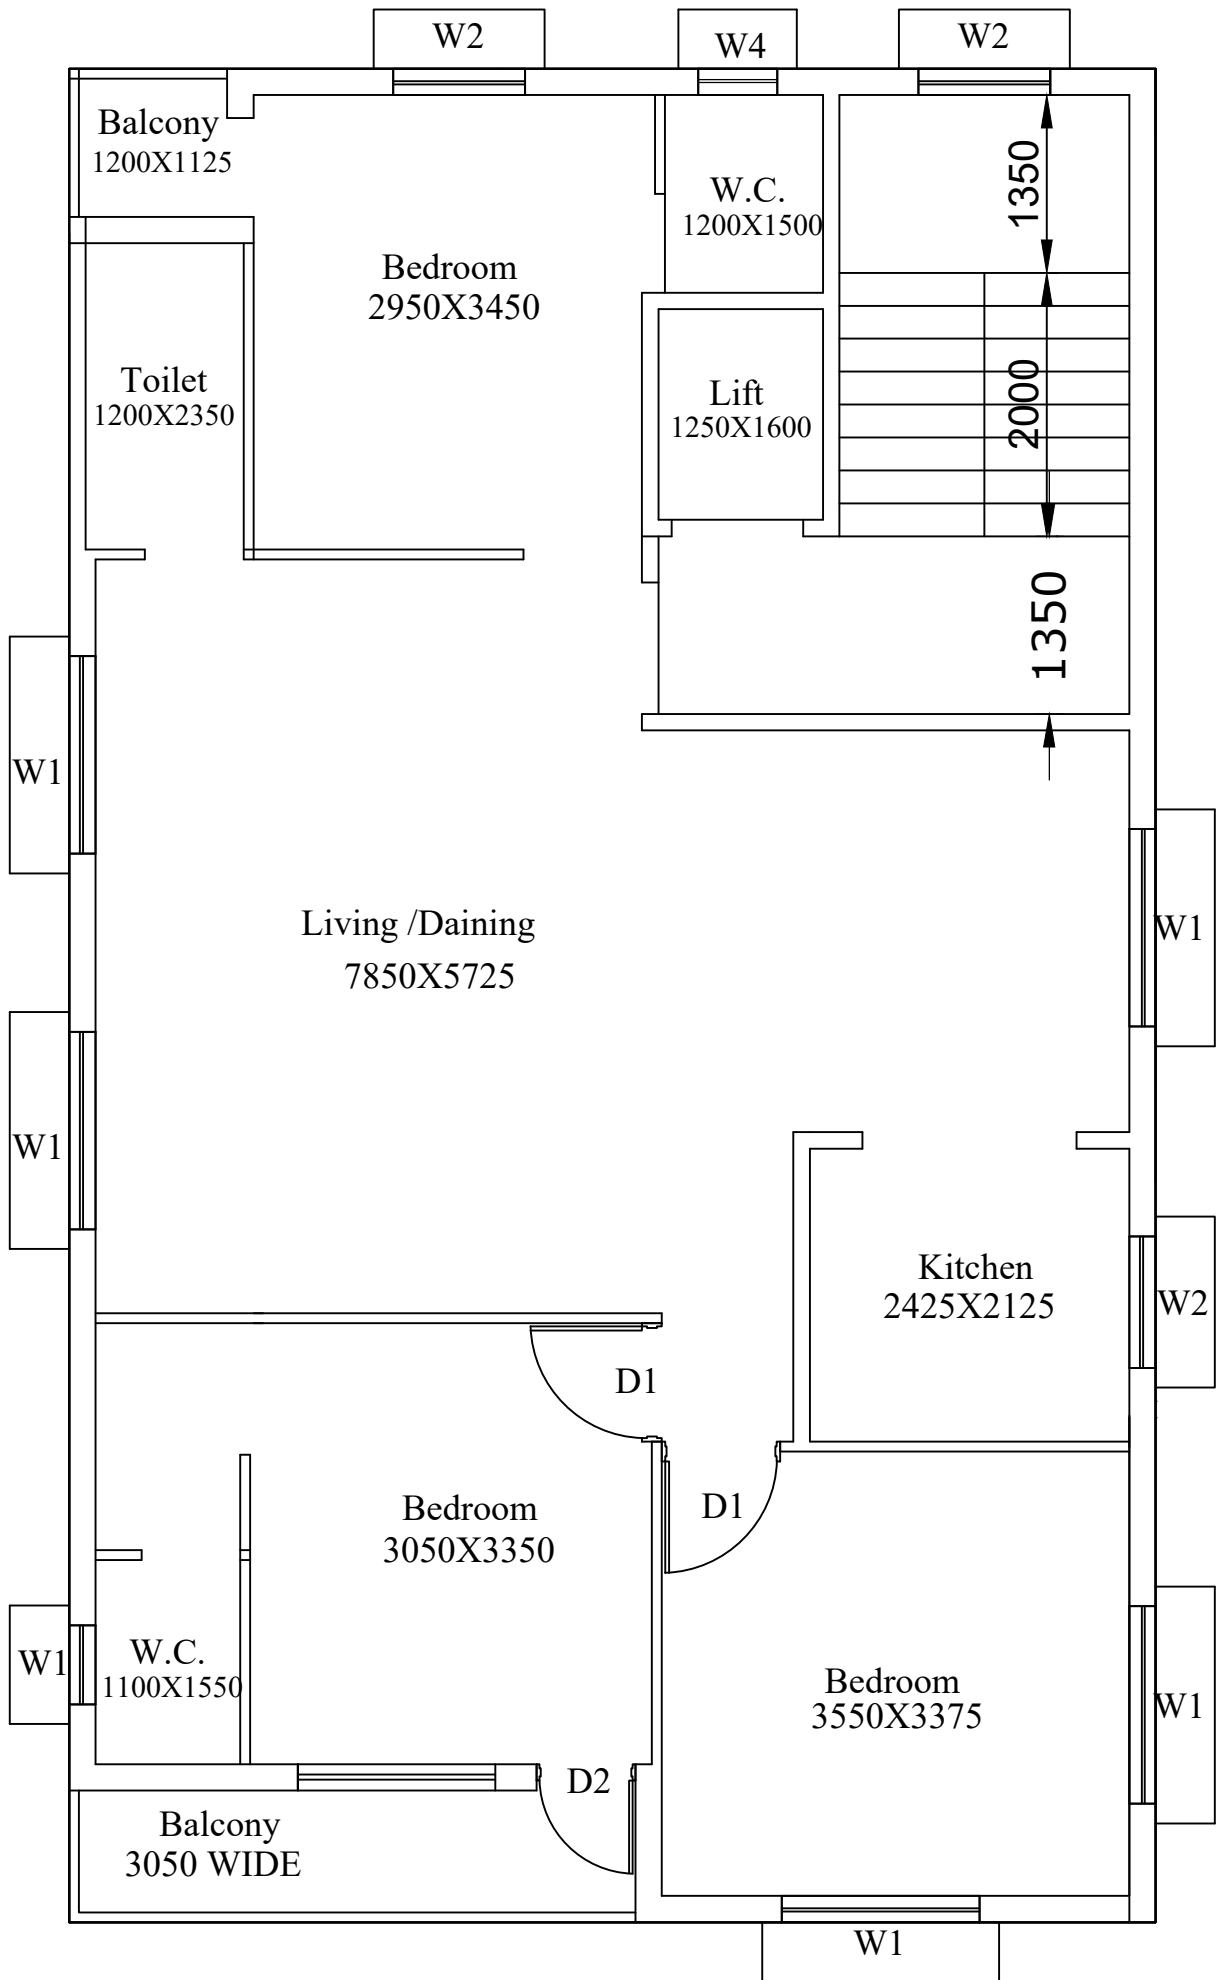 W2
W4
W2
Balcony
1200X1125
W.C.
1200X1500
1350
Bedroom
2950X3450
Toilet
1200X2350
Lift
1250X1600
2000
1350
W1
Living /Daining
7850X5725
W1
W1
Kitchen
2425X2125
W2
D1
D1
Bedroom
3050X3350
W.C.
1100X1550
W1
Bedroom
3550X3375
W1
D2
Balcony
3050 WIDE
W1